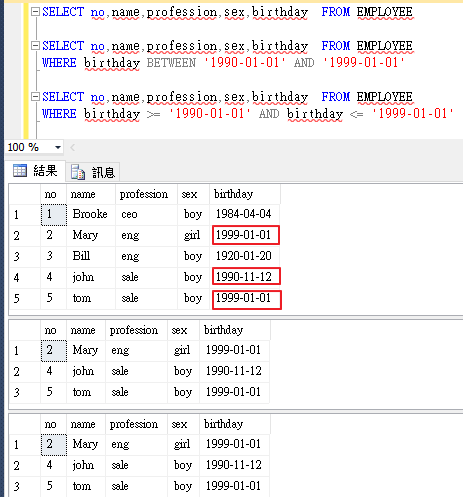 SELECT no,name,profession,sex,birthday  FROM EMPLOYEE
SELECT no,name,profession,sex,birthday  FROM EMPLOYEE
WHERE birthday BETWEEN '1990-01-01' AND '1999-01-01'
SELECT no,name,profession,sex,birthday  FROM EMPLOYEE
WHERE birthday >= '1990-01-01' AND birthday <= '1999-01-01'
100 %
結果 訊息
no name profession sex birthday
1 1 Brooke ceo boy 1984-04-04
2 2 Mary eng girl 1999-01-01
3 3 Bill eng boy 1920-01-20
4 4 john sale boy 1990-11-12
5 5 tom sale boy 1999-01-01
no name profession sex birthday
1 2 Mary eng girl 1999-01-01
2 4 john sale boy 1990-11-12
3 5 tom sale boy 1999-01-01
no name profession sex birthday
1 2 Mary eng girl 1999-01-01
2 4 john sale boy 1990-11-12
3 5 tom sale boy 1999-01-01